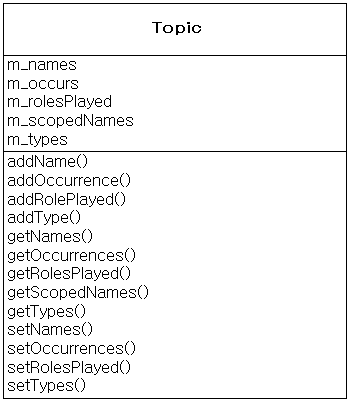 Topic
m_names
m_occurs
m_rolesPlayed
m_scopedNames
m_types
addName()
addOccurrence()
addRolePlayed()
addType()
getNames()
getOccurrences()
getRolesPlayed()
getScopedNames()
getTypes()
setNames()
setOccurrences()
setRolesPlayed()
setTypes()